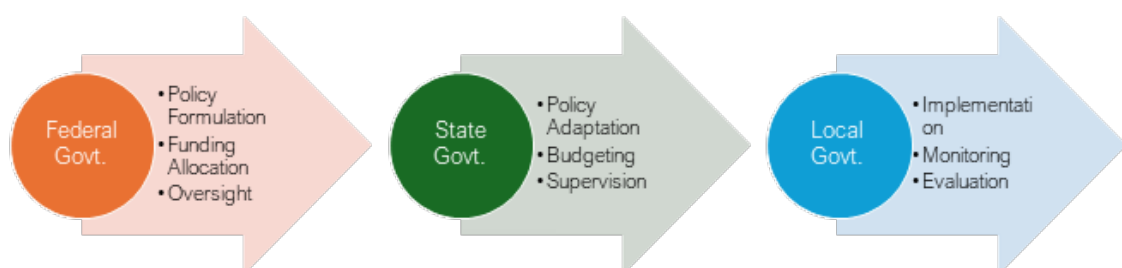 Federal
Govt.
• Policy
Formulation
• Funding
Allocation
• Oversight
State
Govt.
• Policy
Adaptation
• Budgeting
• Supervision
Local
Govt.
• Implementati
on
• Monitoring
• Evaluation